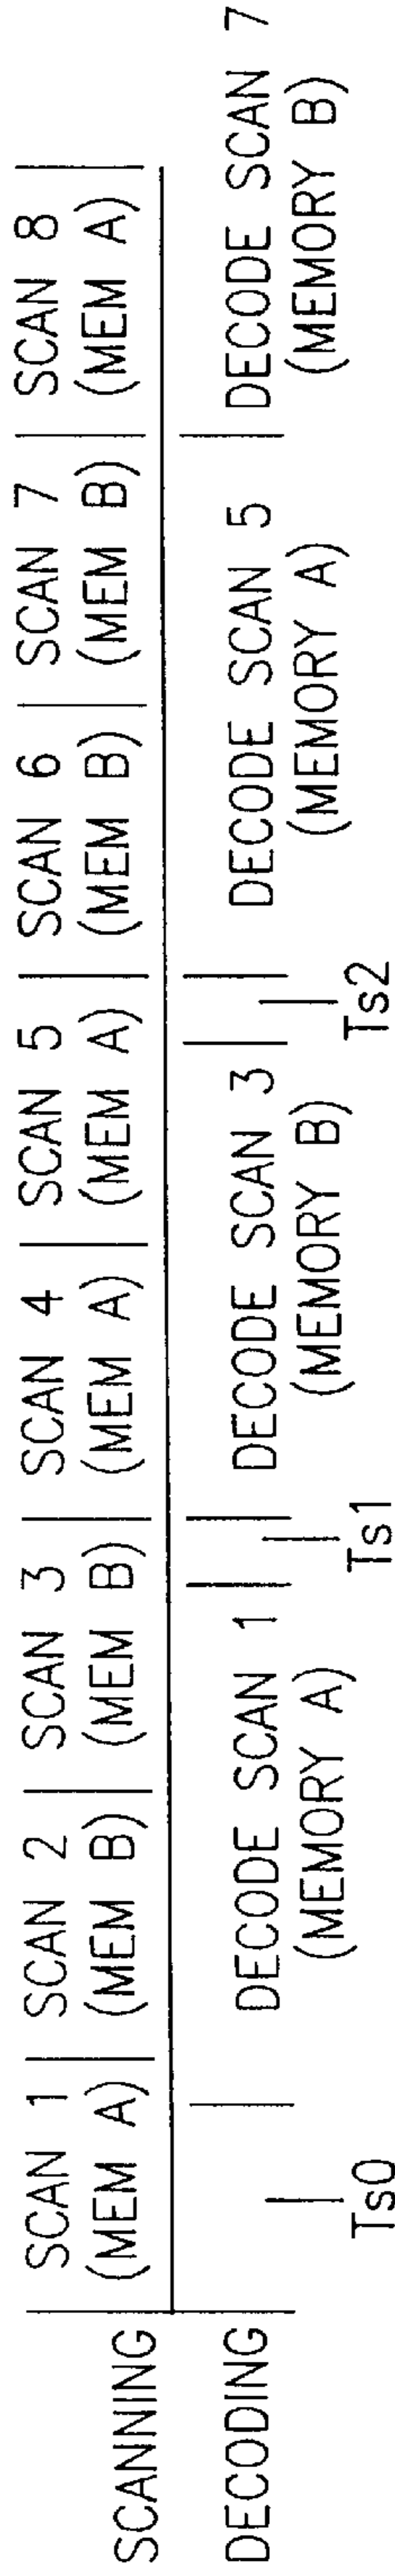 SCANNING
SCAN 1
(MEM A)
SCAN 2
(MEM B)
SCAN 3
(MEM B)
SCAN 4
(MEM A)
SCAN 5
(MEM A)
SCAN 6
(MEM B)
SCAN 7
(MEM B)
SCAN 8
(MEM A)
DECODING
Ts0
DECODE SCAN 1
(MEMORY A)
Ts1
DECODE SCAN 3
(MEMORY B)
Ts2
DECODE SCAN 5
(MEMORY A)
DECODE SCAN 7
(MEMORY B)